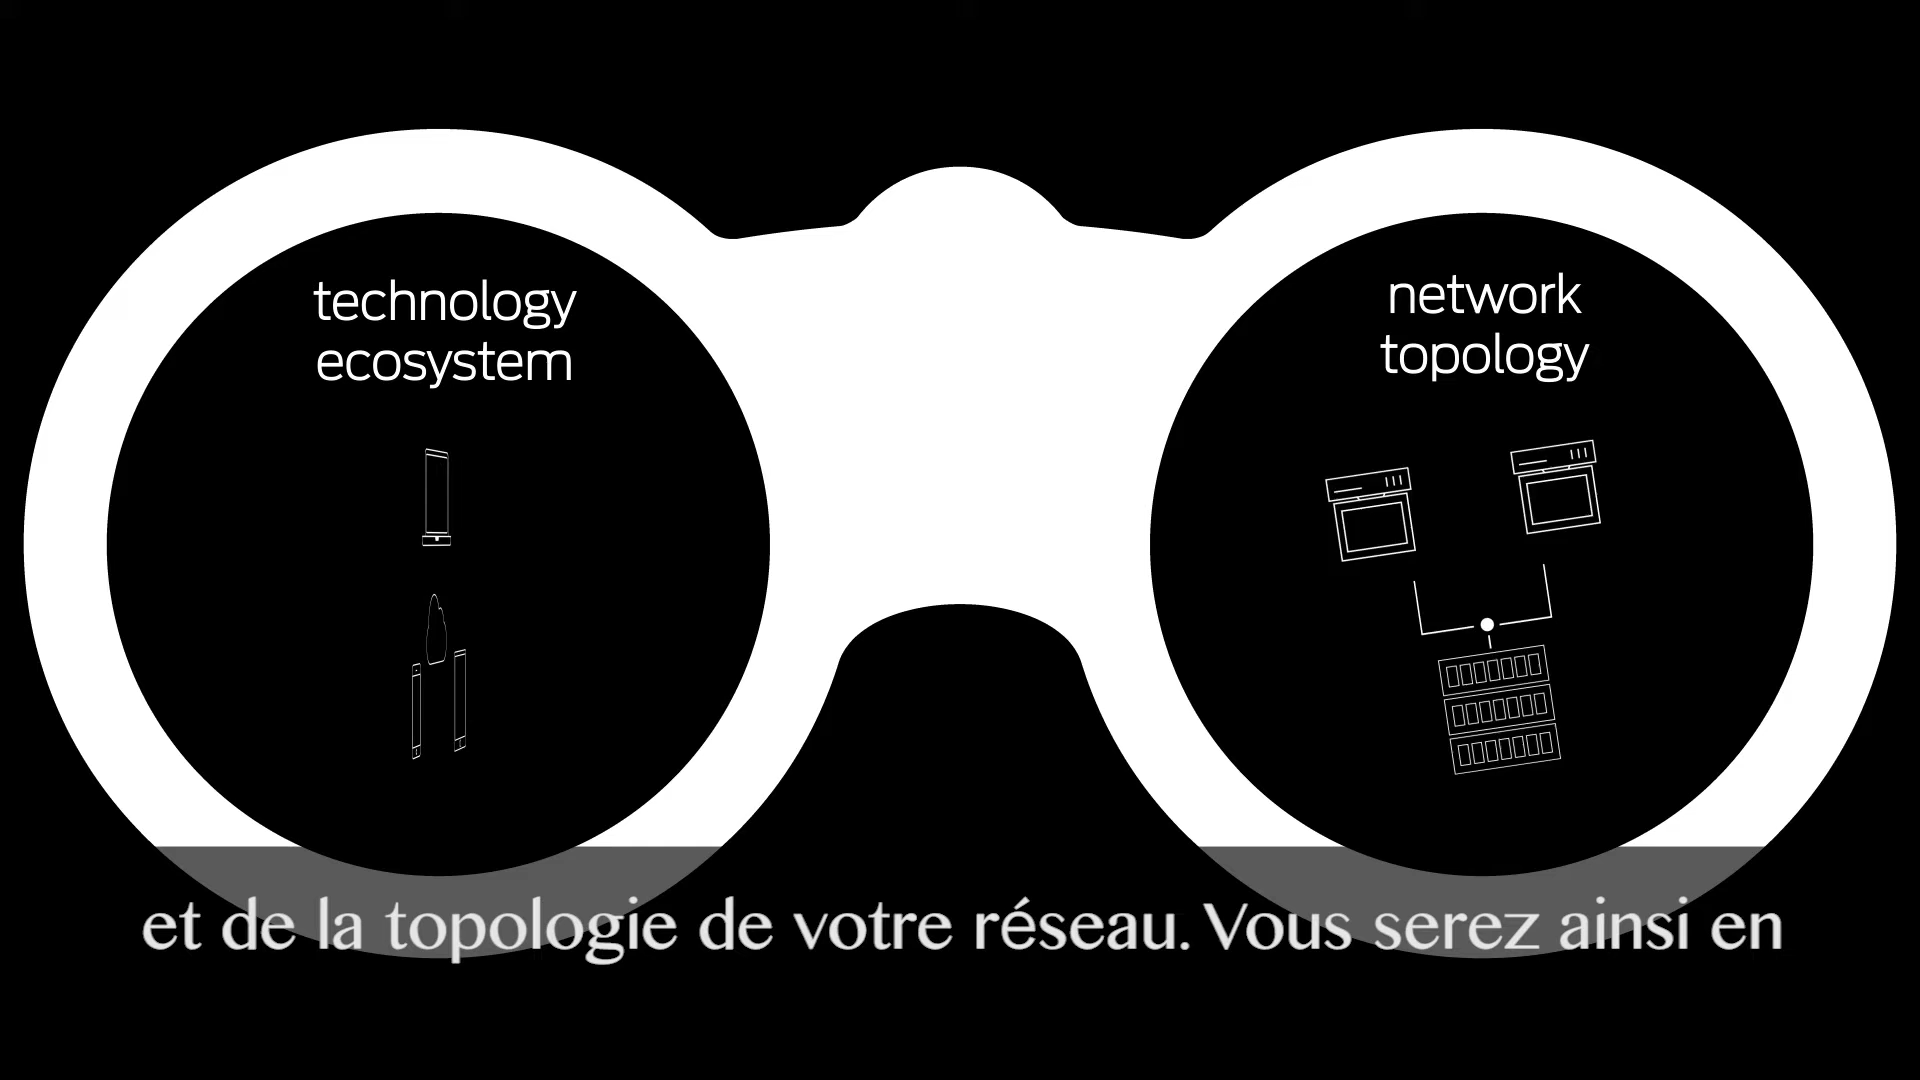 technology
ecosystem
network
topology
et de la topologie de votre réseau. Vous serez ainsi en